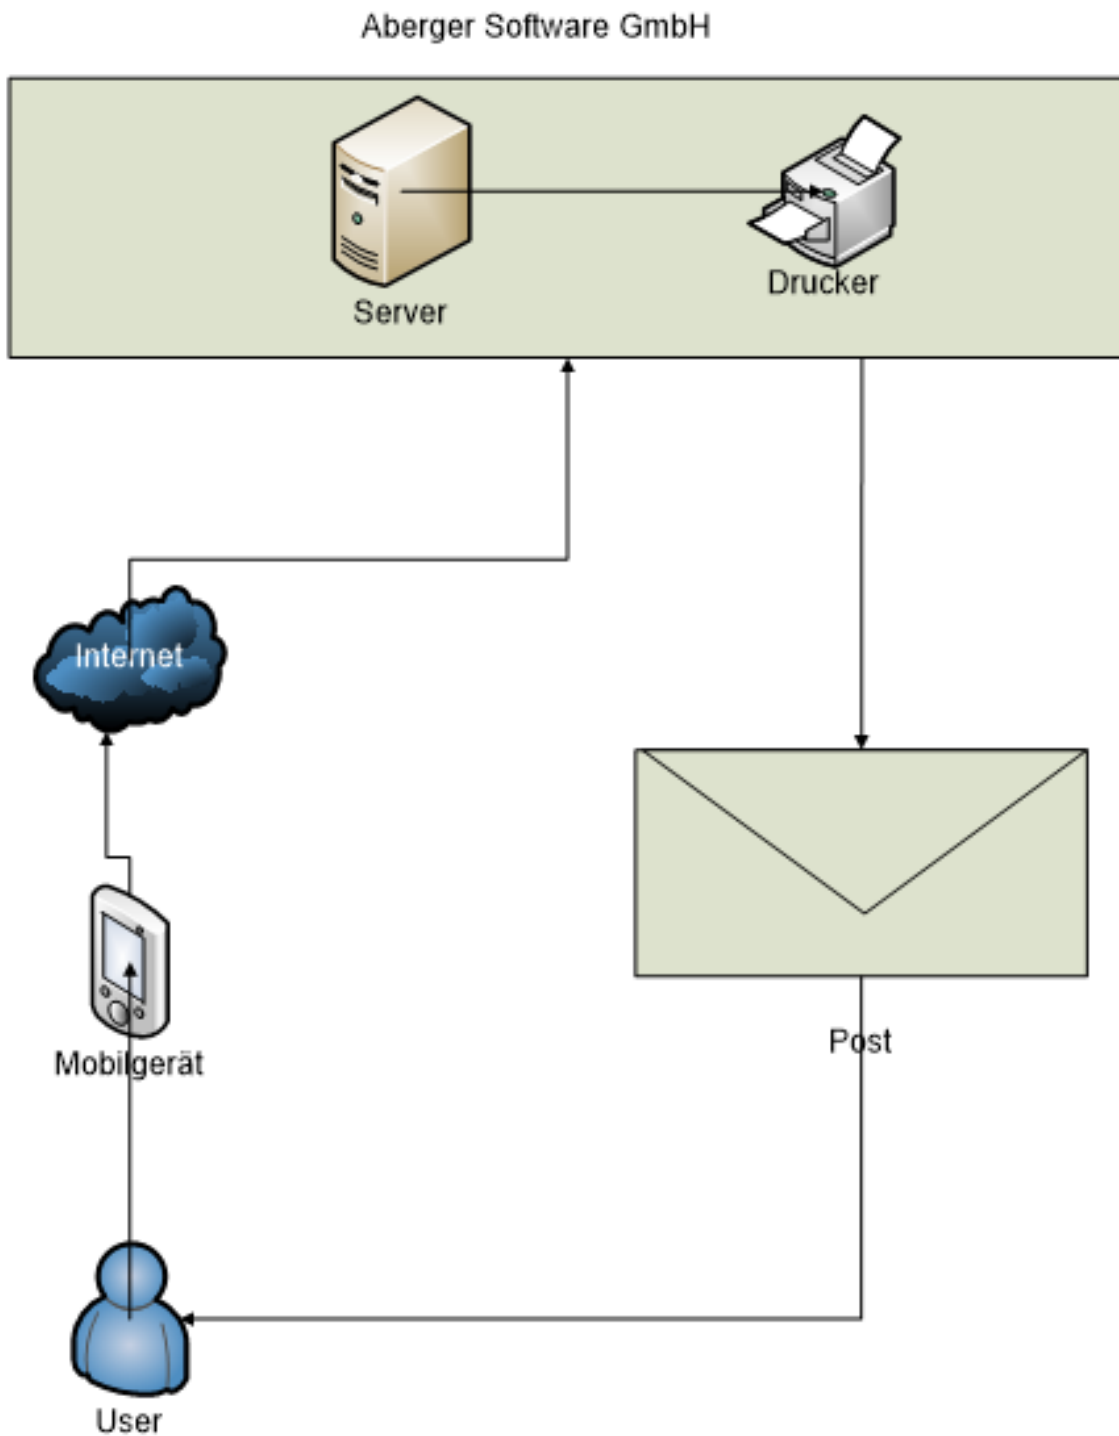 Aberger Software GmbH
Server
Drucker
Internet
Mobilgerät
Post
User